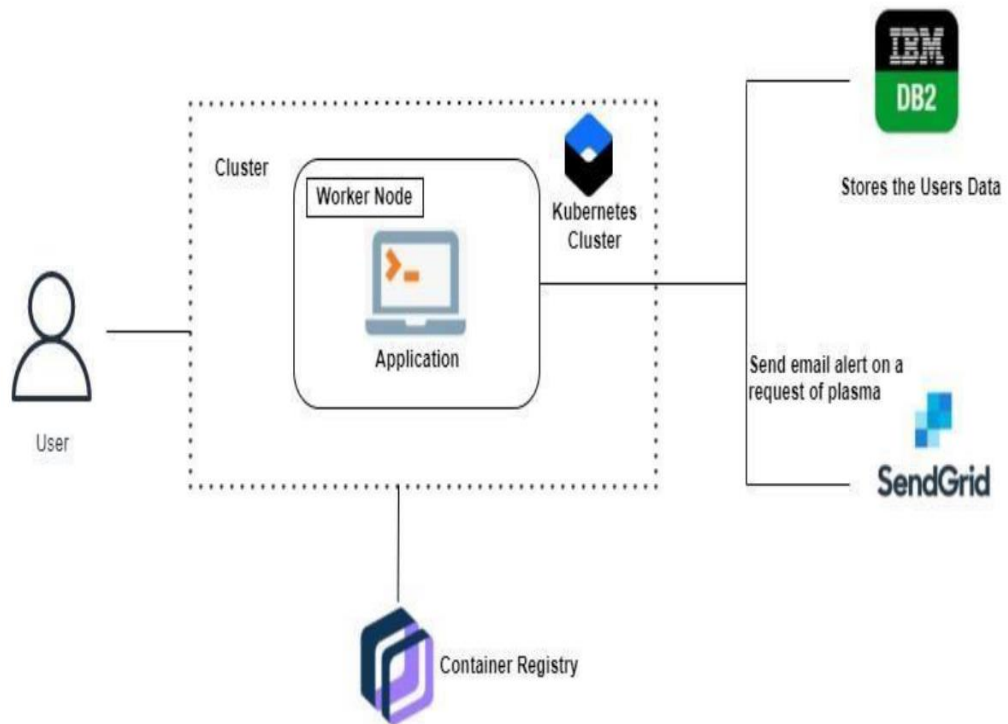 IBM
DB2
Stores the Users Data
Cluster
Worker Node
Kubernetes
Cluster
Application
User
Send email alert on a
request of plasma
SendGrid
Container Registry